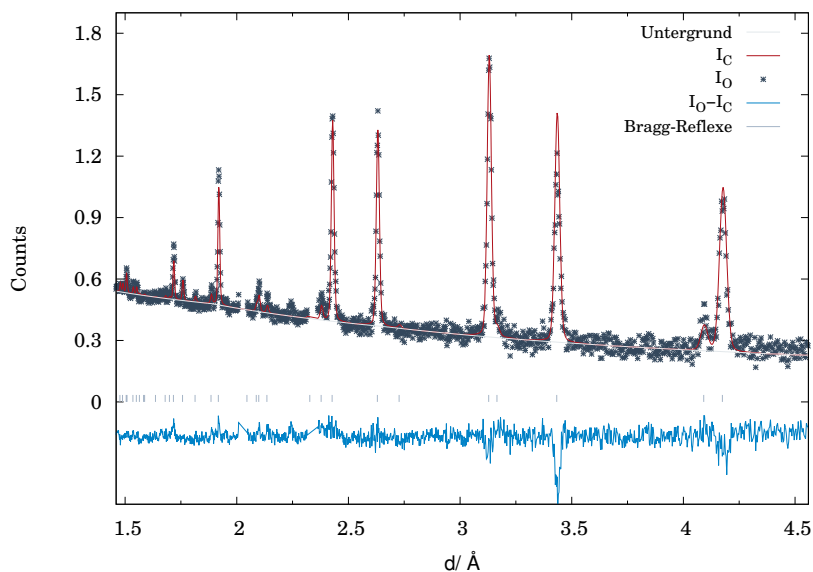 Untergrund
I_C
I_O
I_O–I_C
Bragg-Reflexe
1.8
1.5
1.2
0.9
0.6
0.3
0
Counts
1.5 2 2.5 3 3.5 4 4.5
d/ Å